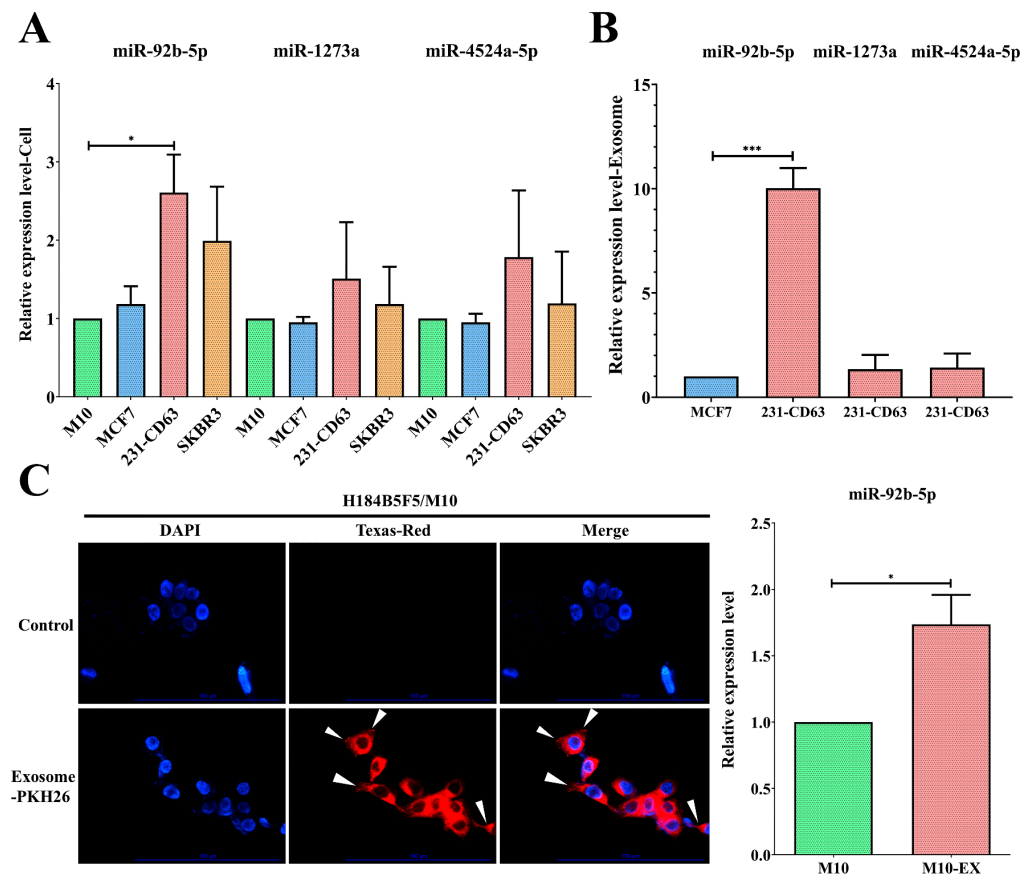 A
miR-92b-5p
miR-1273a
miR-4524a-5p
Relative expression level-Cell
4
3
2
1
0
*
M10
MCF7
231-CD63
SKBR3
M10
MCF7
231-CD63
SKBR3
M10
MCF7
231-CD63
SKBR3
B
miR-92b-5p
miR-1273a
miR-4524a-5p
Relative expression level-Exosome
15
10
5
0
***
MCF7
231-CD63
231-CD63
231-CD63
C
H184B5F5/M10
DAPI
Texas-Red
Merge
Control
Exosome
-PKH26
miR-92b-5p
Relative expression level
2.5
2.0
1.5
1.0
0.5
0.0
*
M10
M10-EX